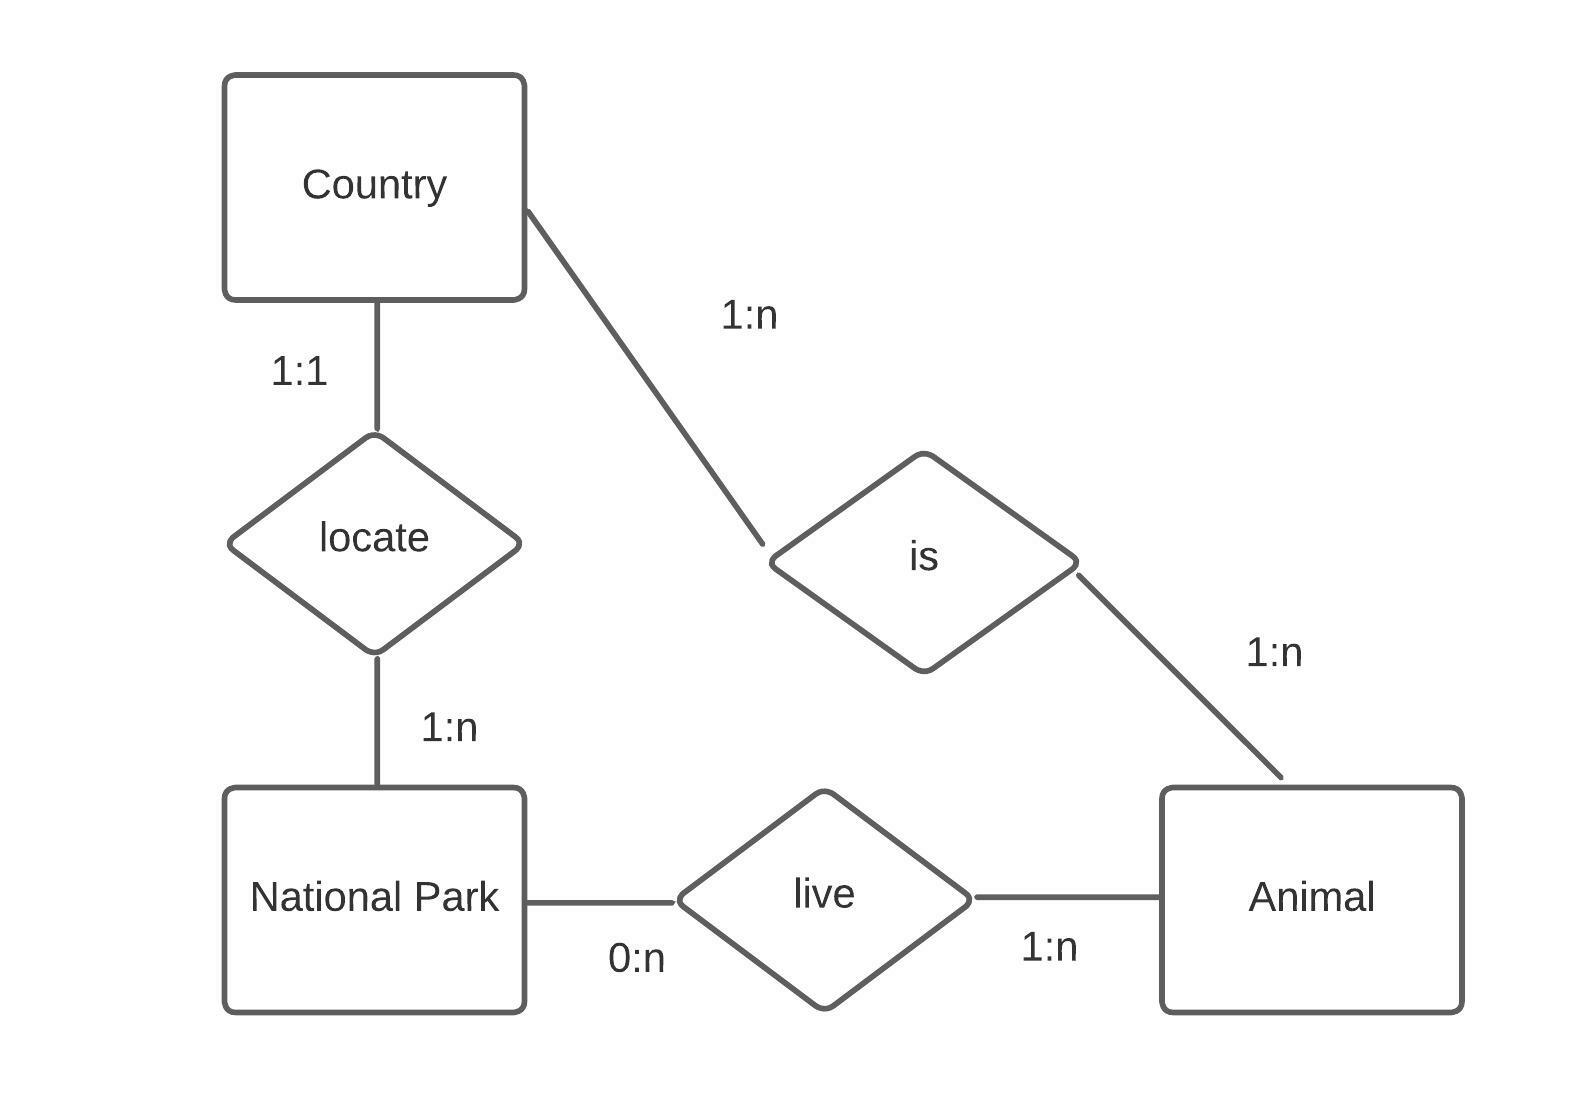 Country
1:n
1:1
locate
is
1:n
1:n
National Park
live
Animal
0:n
1:n